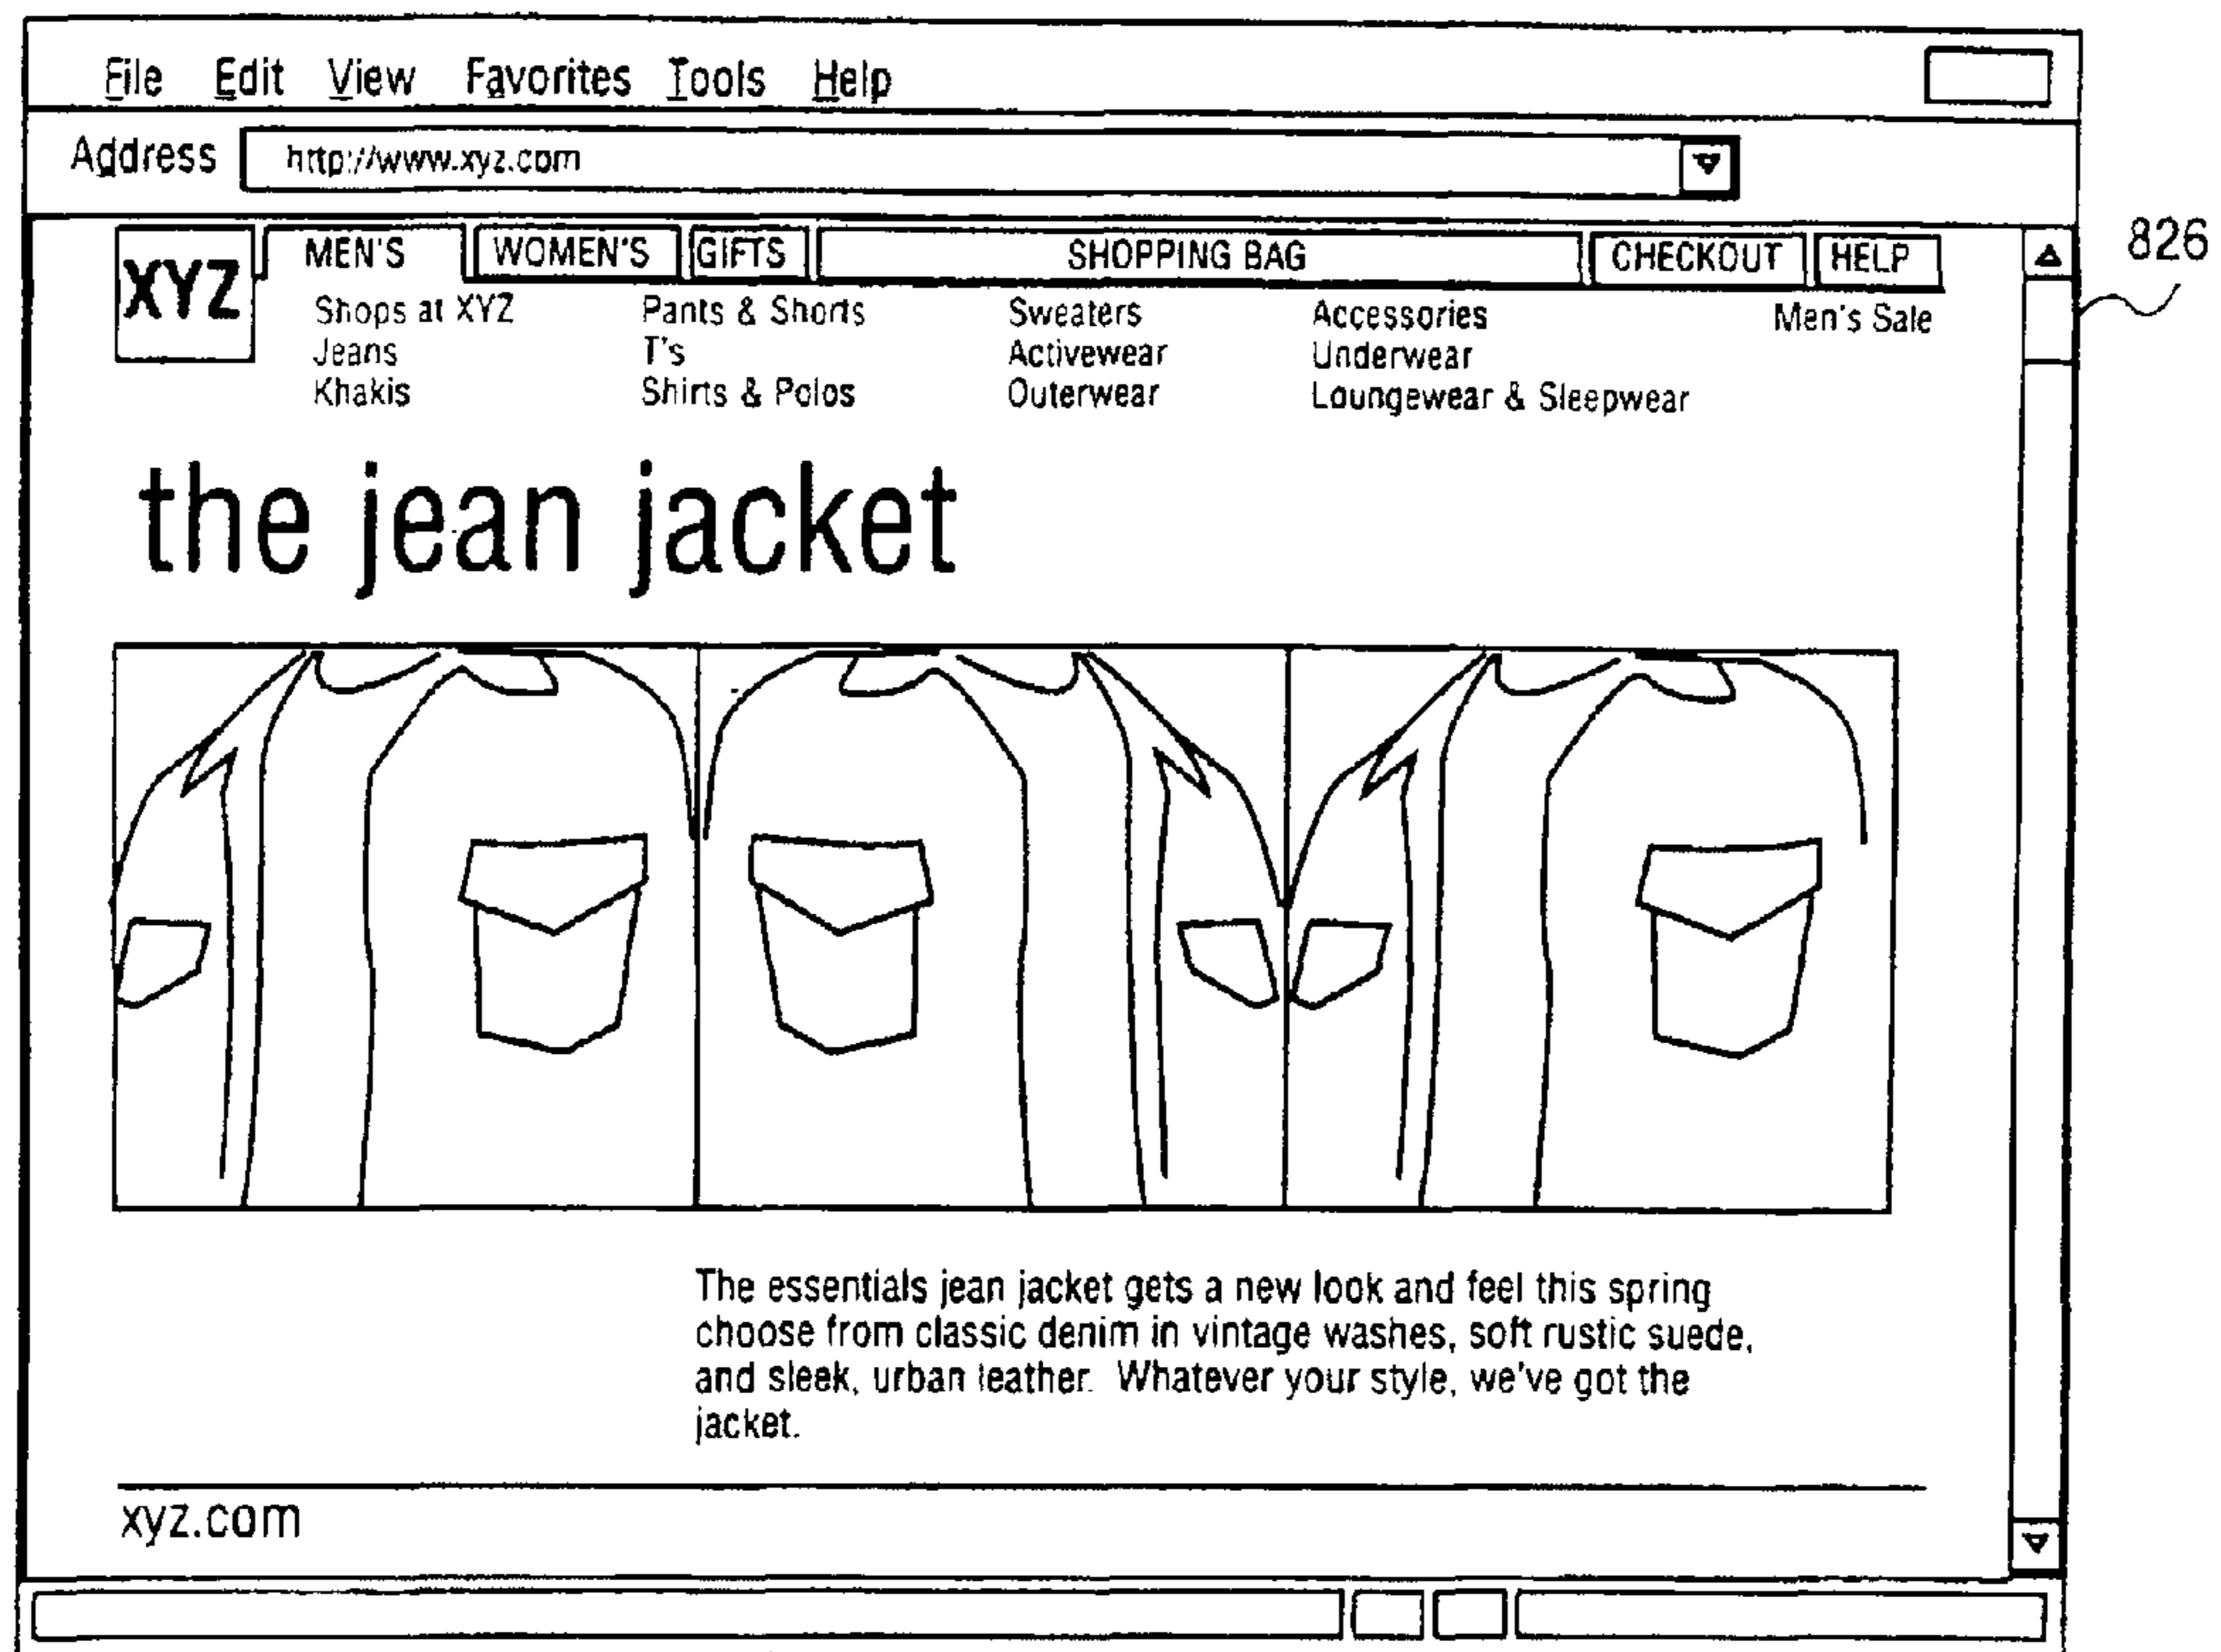 File Edit View Favorites Tools Help
Address http://www.xyz.com
826
XYZ MEN'S WOMEN'S GIFTS SHOPPING BAG CHECKOUT HELP
Shops at XYZ Pants & Shorts Sweaters Accessories Men's Sale
Jeans T's Activewear Underwear
Khakis Shirts & Polos Outerwear Loungewear & Sleepwear
the jean jacket
The essentials jean jacket gets a new look and feel this spring
choose from classic denim in vintage washes, soft rustic suede,
and sleek, urban leather. Whatever your style, we've got the
jacket.
xyz.com